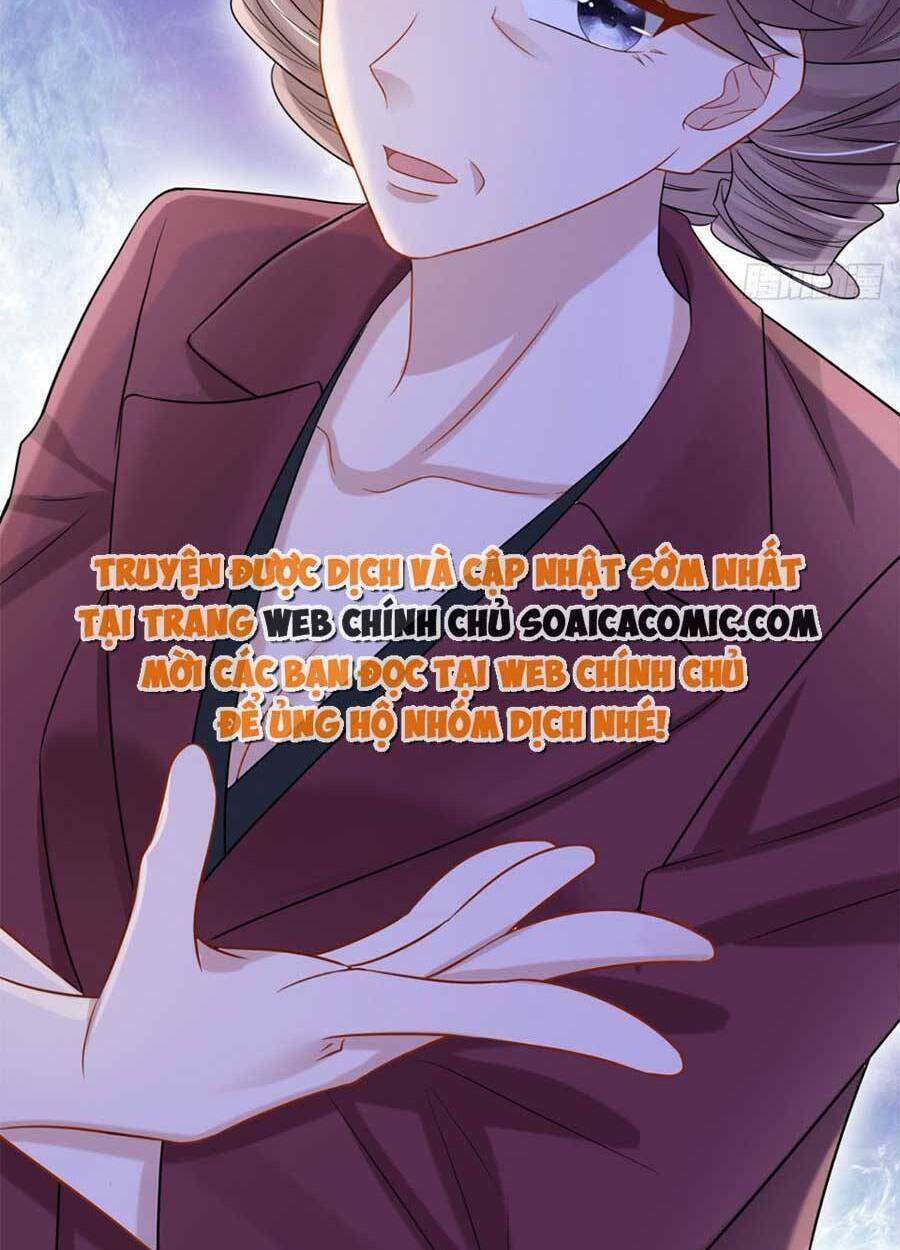 TRUYỆN ĐƯỢC DỊCH VÀ CẬP NHẬT SỚM NHẤT
TẠI TRANG WEB CHÍNH CHỦ SOAICACOMIC.COM
MỜI CÁC BẠN ĐỌC TẠI WEB CHÍNH CHỦ
ĐỂ ỦNG HỘ NHÓM DỊCH NHÉ!